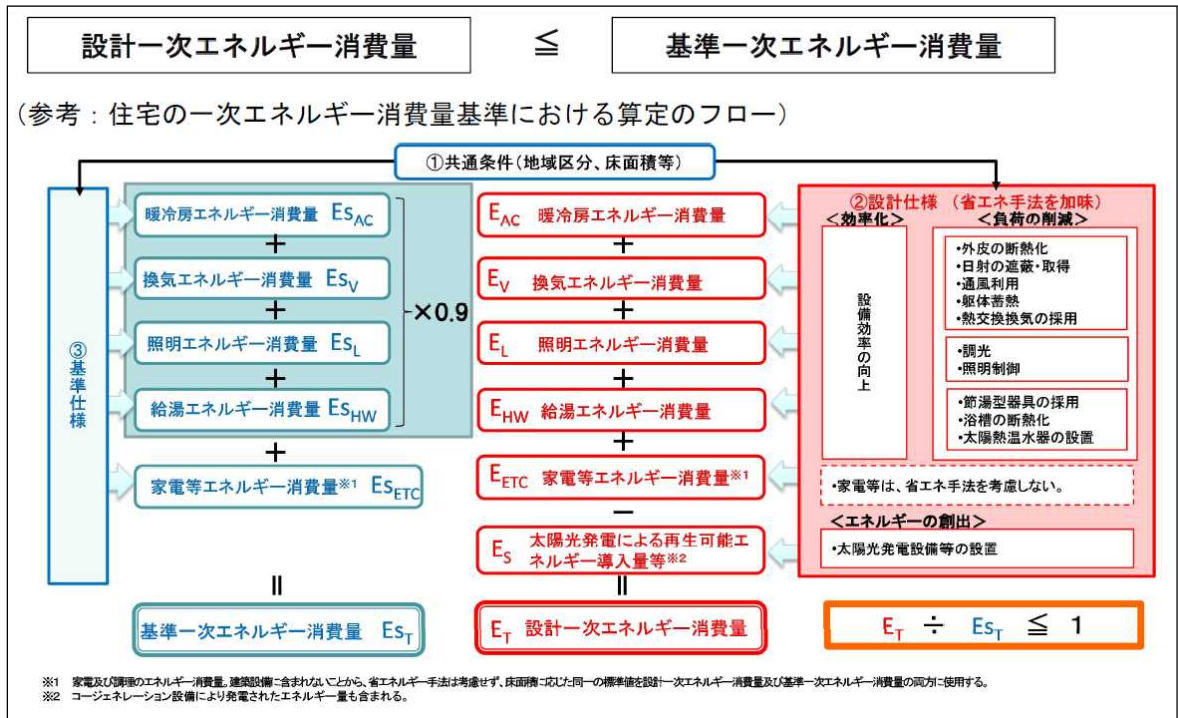 設計一次エネルギー消費量 ≦ 基準一次エネルギー消費量
(参考：住宅の一次エネルギー消費量基準における算定のフロー)
①共通条件(地域区分、床面積等)
③基準仕様
暖冷房エネルギー消費量 EsAC
+
換気エネルギー消費量 EsV
+
照明エネルギー消費量 EsL
+
給湯エネルギー消費量 EsHW
×0.9
+
家電等エネルギー消費量※1 EsETC
=
基準一次エネルギー消費量 EsT
EAC 暖冷房エネルギー消費量
+
EV 換気エネルギー消費量
+
EL 照明エネルギー消費量
+
EHW 給湯エネルギー消費量
+
EETC 家電等エネルギー消費量※1
−
ES 太陽光発電による再生可能エ
ネルギー導入量等※2
=
ET 設計一次エネルギー消費量
②設計仕様 (省エネ手法を加味)
<効率化>
設備効率の向上
<負荷の削減>
・外皮の断熱化
・日射の遮蔽・取得
・通風利用
・躯体蓄熱
・熱交換換気の採用
・調光
・照明制御
・節湯型器具の採用
・浴槽の断熱化
・太陽熱温水器の設置
・家電等は、省エネ手法を考慮しない。
<エネルギーの創出>
・太陽光発電設備等の設置
ET ÷ EsT ≦ 1
※1 家電及び調理のエネルギー消費量。建築設備に含まれないことから、省エネルギー手法は考慮せず、床面積に応じた同一の標準値を設計一次エネルギー消費量及び基準一次エネルギー消費量の両方に使用する。
※2 コージェネレーション設備により発電されたエネルギー量も含まれる。